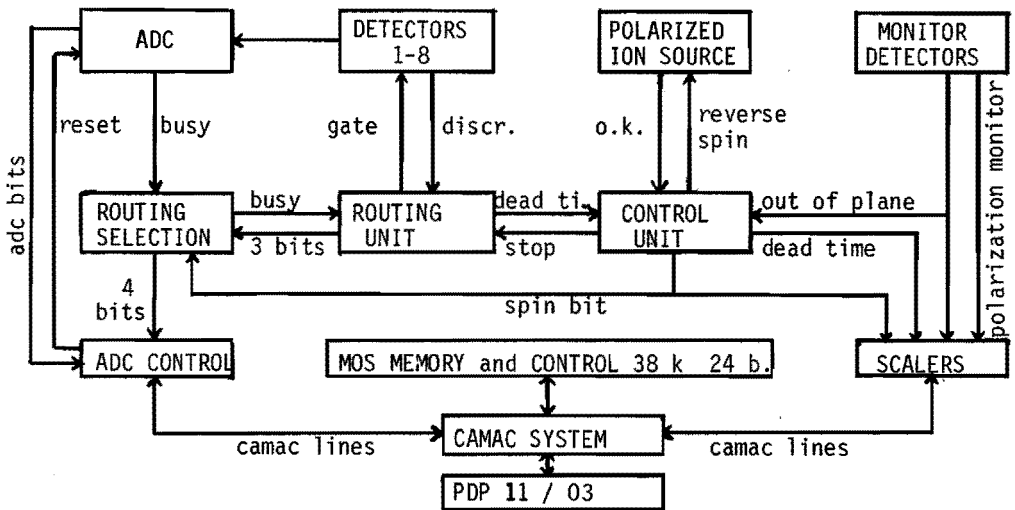 ADC
DETECTORS
1-8
POLARIZED
ION SOURCE
MONITOR
DETECTORS
adc bits
reset
busy
gate
discr.
o.k.
reverse
spin
polarization monitor
ROUTING
SELECTION
busy
3 bits
ROUTING
UNIT
dead ti.
stop
CONTROL
UNIT
out of plane
dead time
4
bits
spin bit
ADC CONTROL
MOS MEMORY and CONTROL 38 k 24 b.
SCALERS
camac lines
CAMAC SYSTEM
camac lines
PDP 11 / 03